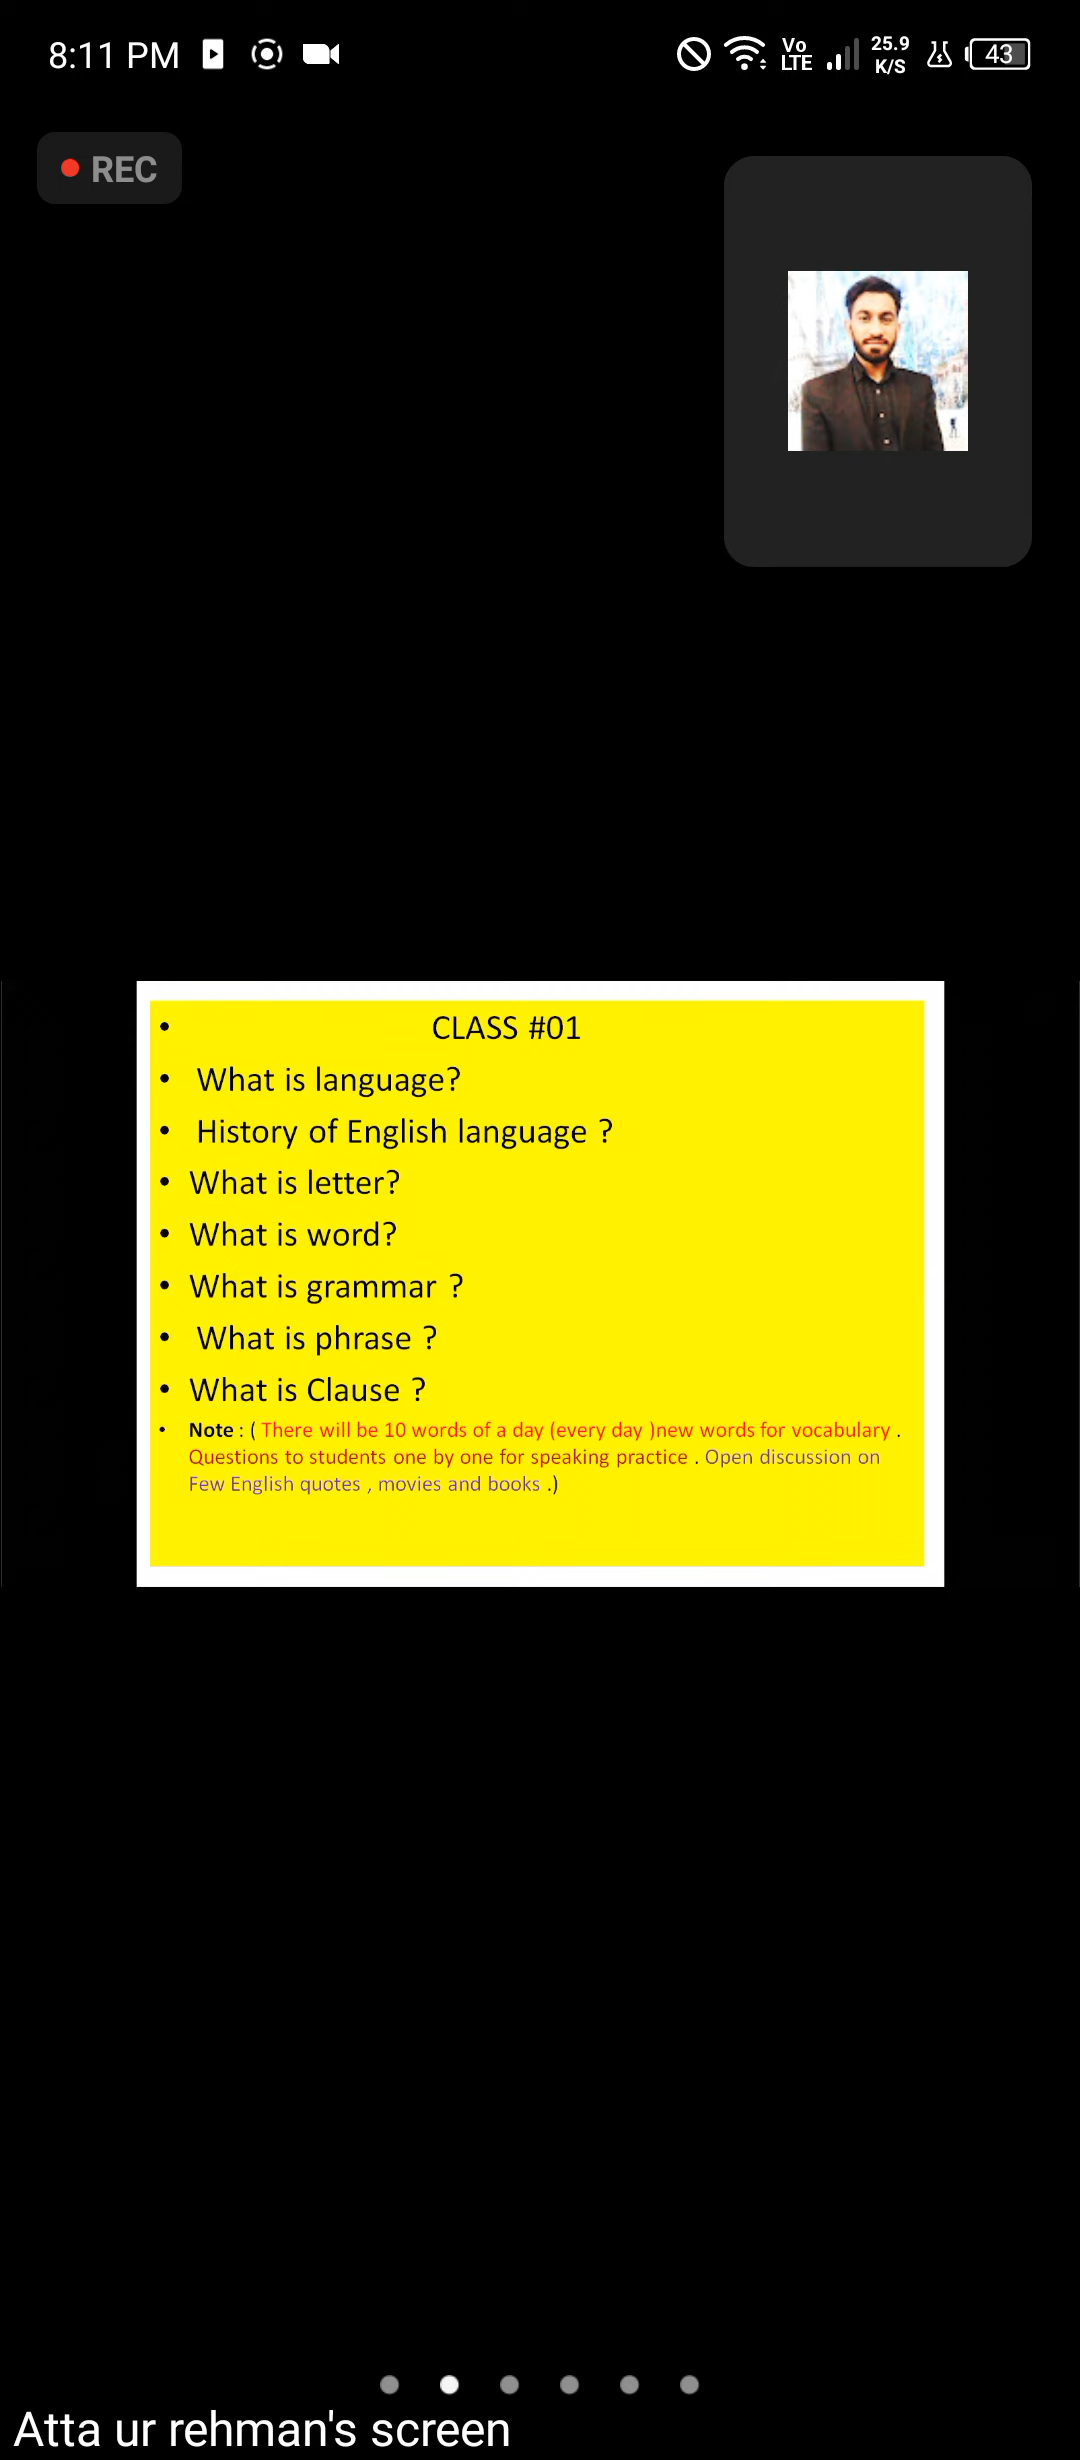 8:11 PM
Vo LTE
25.9 K/S
43
REC
• CLASS #01
• What is language?
• History of English language ?
• What is letter?
• What is word?
• What is grammar ?
• What is phrase ?
• What is Clause ?
• Note : ( There will be 10 words of a day (every day )new words for vocabulary .
Questions to students one by one for speaking practice . Open discussion on
Few English quotes , movies and books .)
Atta ur rehman's screen